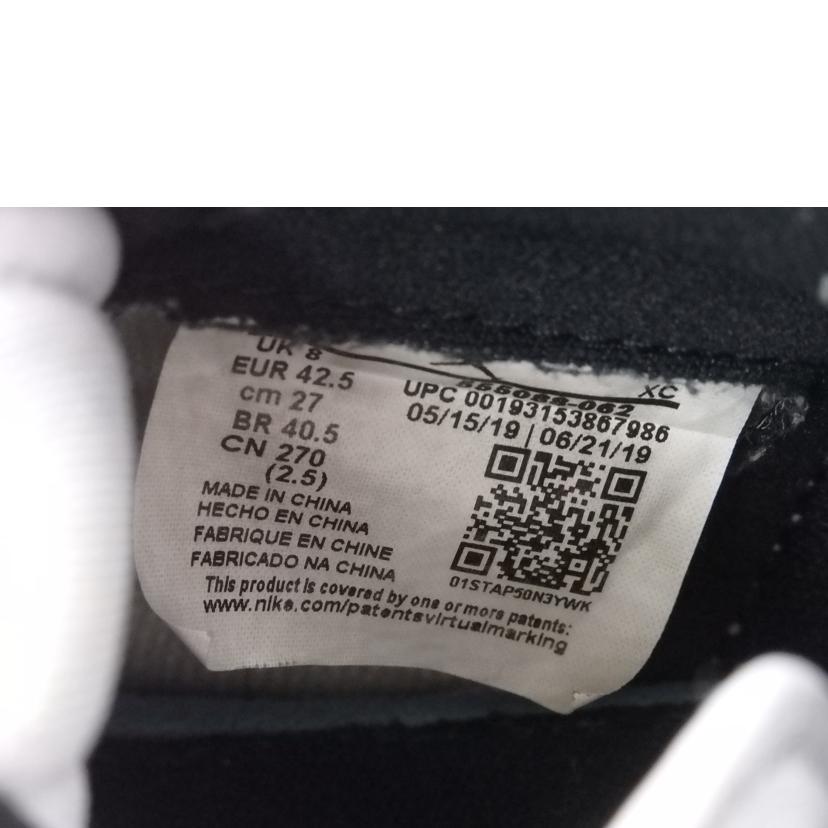 UK 8
EUR 42.5
cm 27
BR 40.5
CN 270
(2.5)
XC
555088-062
UPC 00193153867986
05/15/19 | 06/21/19
01STAP50N3YWK
MADE IN CHINA
HECHO EN CHINA
FABRIQUE EN CHINE
FABRICADO NA CHINA
This product is covered by one or more patents:
www.nike.com/patentsvirtualmarking